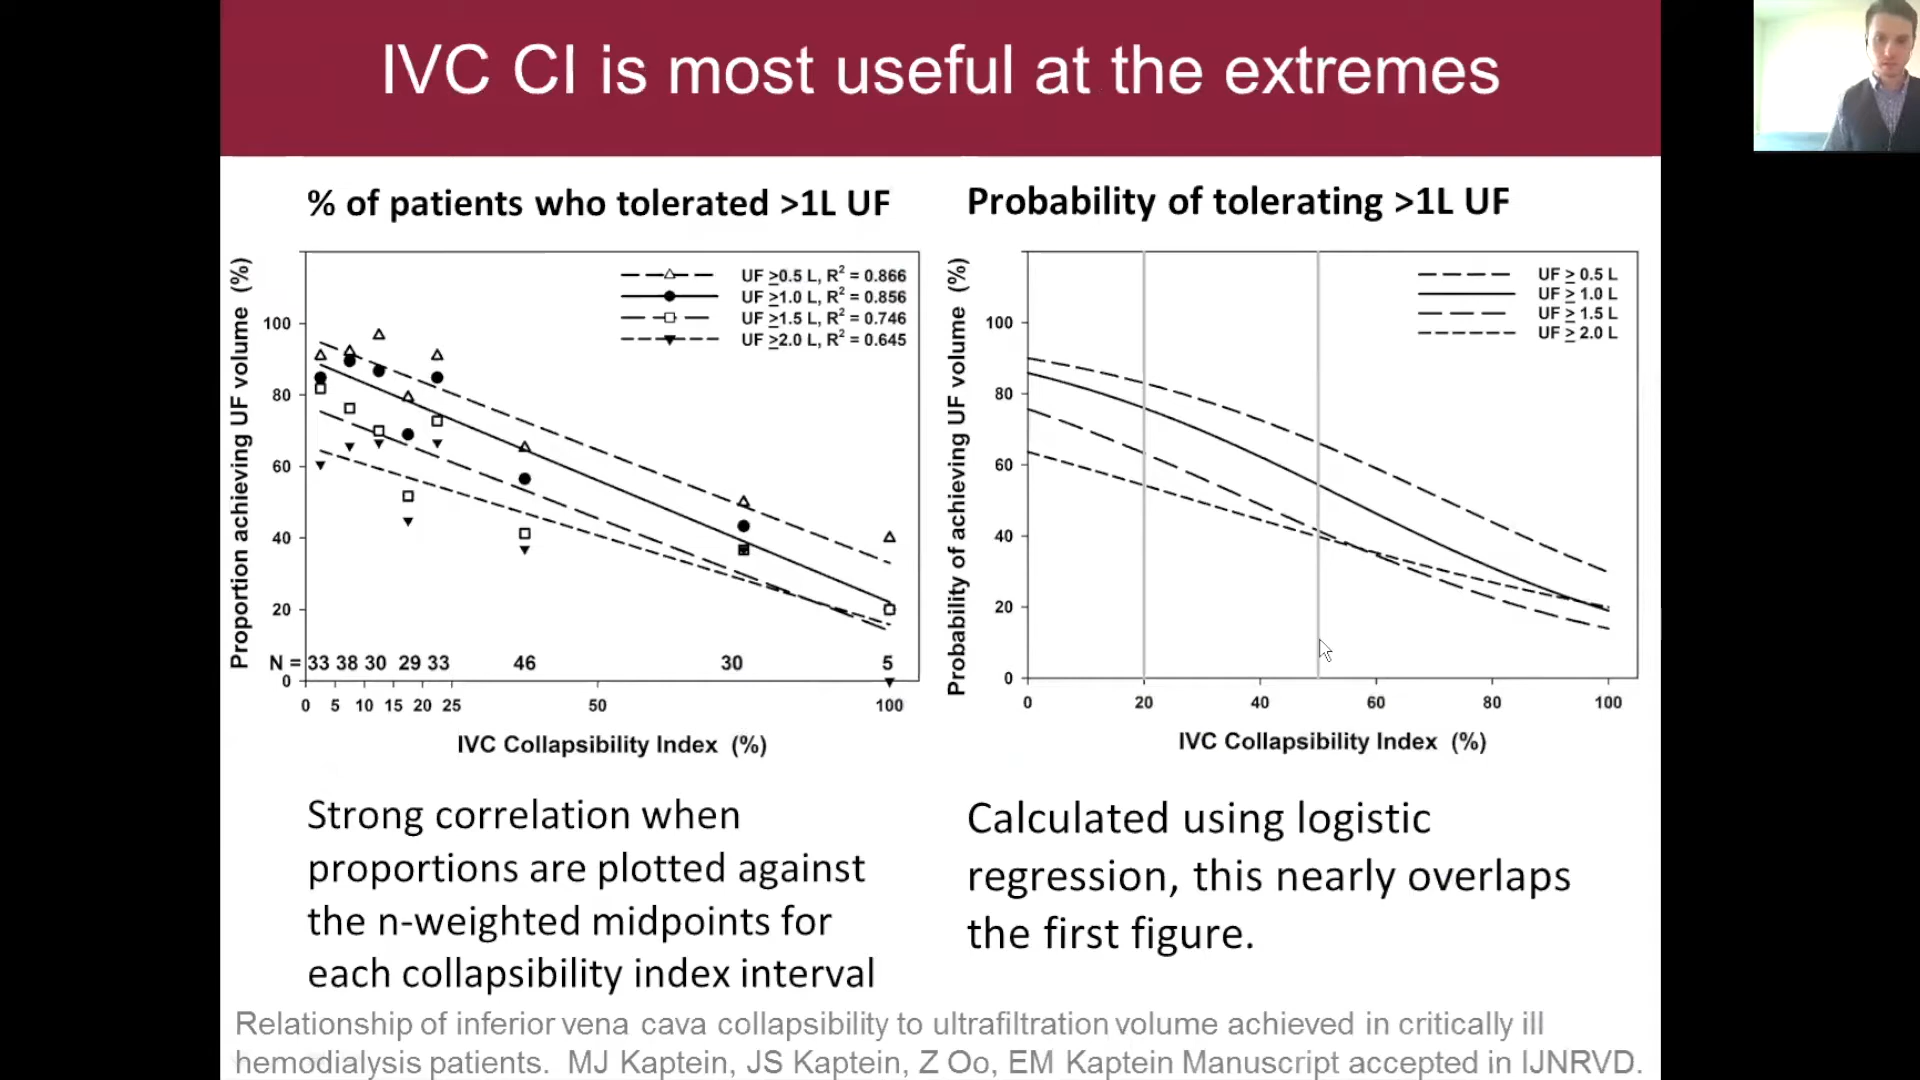 IVC CI is most useful at the extremes
% of patients who tolerated >1L UF
Proportion achieving UF volume (%)
UF ≥0.5 L, R² = 0.866
UF ≥1.0 L, R² = 0.856
UF ≥1.5 L, R² = 0.746
UF ≥2.0 L, R² = 0.645
100
80
60
40
20
0
N = 33 38 30 29 33 46 30 5
0 5 10 15 20 25 50 100
IVC Collapsibility Index (%)
Strong correlation when
proportions are plotted against
the n-weighted midpoints for
each collapsibility index interval
Probability of tolerating >1L UF
Probability of achieving UF volume (%)
UF ≥ 0.5 L
UF ≥ 1.0 L
UF ≥ 1.5 L
UF ≥ 2.0 L
100
80
60
40
20
0
0 20 40 60 80 100
IVC Collapsibility Index (%)
Calculated using logistic
regression, this nearly overlaps
the first figure.
Relationship of inferior vena cava collapsibility to ultrafiltration volume achieved in critically ill
hemodialysis patients. MJ Kaptein, JS Kaptein, Z Oo, EM Kaptein Manuscript accepted in IJNRVD.